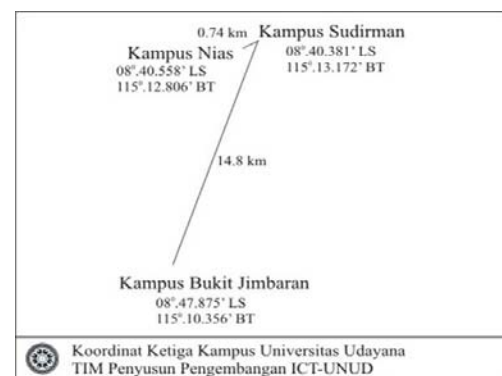 0.74 km
Kampus Sudirman
08°.40.381' LS
115°.13.172' BT
Kampus Nias
08°.40.558' LS
115°.12.806' BT
14.8 km
Kampus Bukit Jimbaran
08°.47.875' LS
115°.10.356' BT
Koordinat Ketiga Kampus Universitas Udayana
TIM Penyusun Pengembangan ICT-UNUD